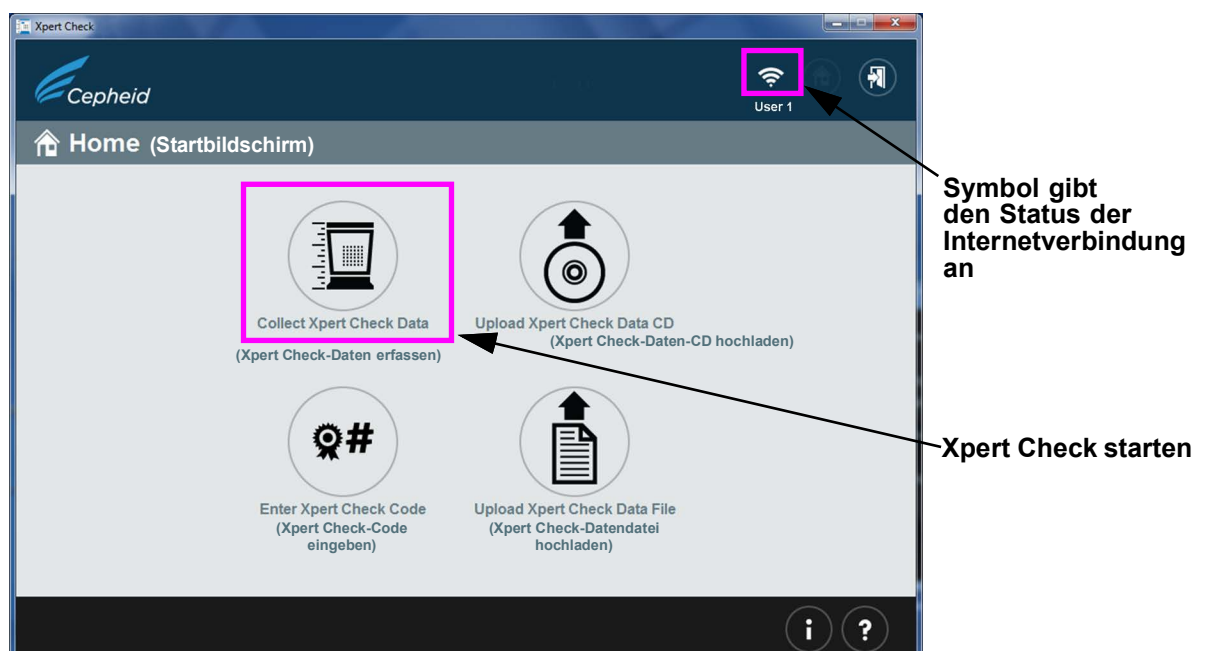 Xpert Check
Cepheid
User 1
Home (Startbildschirm)
Symbol gibt
den Status der
Internetverbindung
an
Collect Xpert Check Data
(Xpert Check-Daten erfassen)
Upload Xpert Check Data CD
(Xpert Check-Daten-CD hochladen)
Xpert Check starten
#
Enter Xpert Check Code
(Xpert Check-Code
eingeben)
Upload Xpert Check Data File
(Xpert Check-Datendatei
hochladen)
i
?